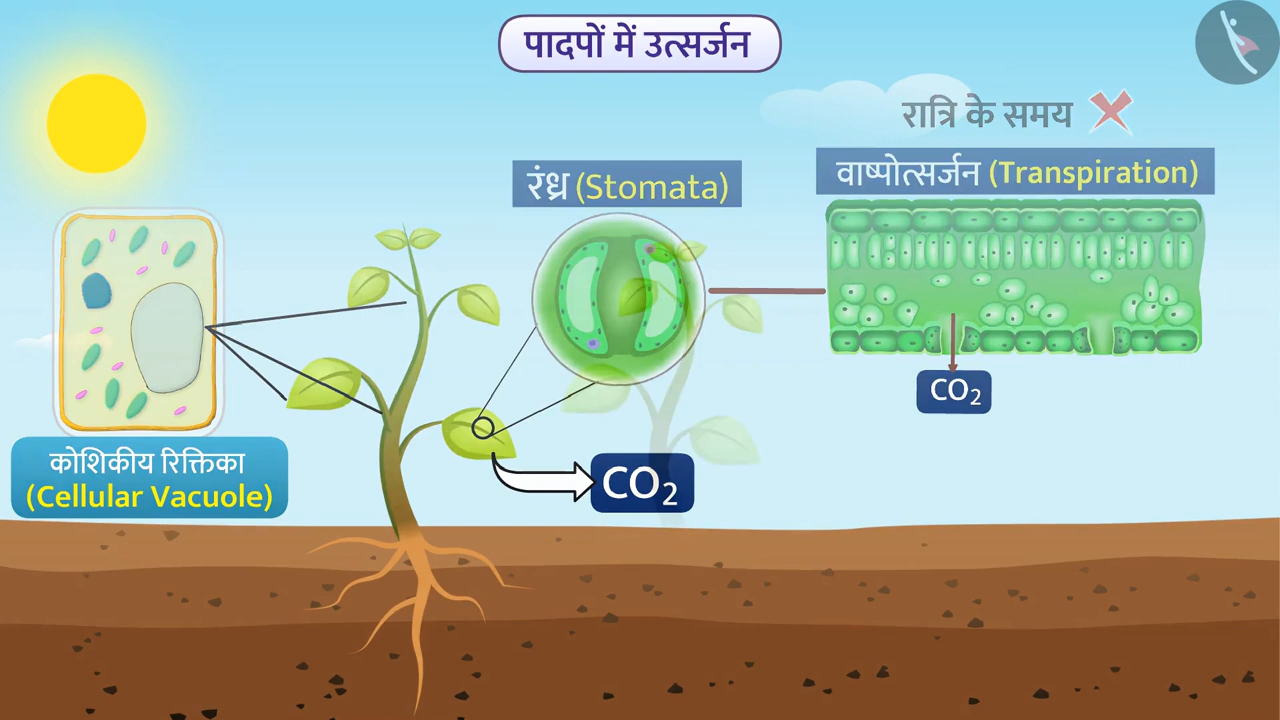 पादपों में उत्सर्जन
रात्रि के समय
रंध्र (Stomata)
वाष्पोत्सर्जन (Transpiration)
CO₂
कोशिकीय रिक्तिका
(Cellular Vacuole)
CO₂